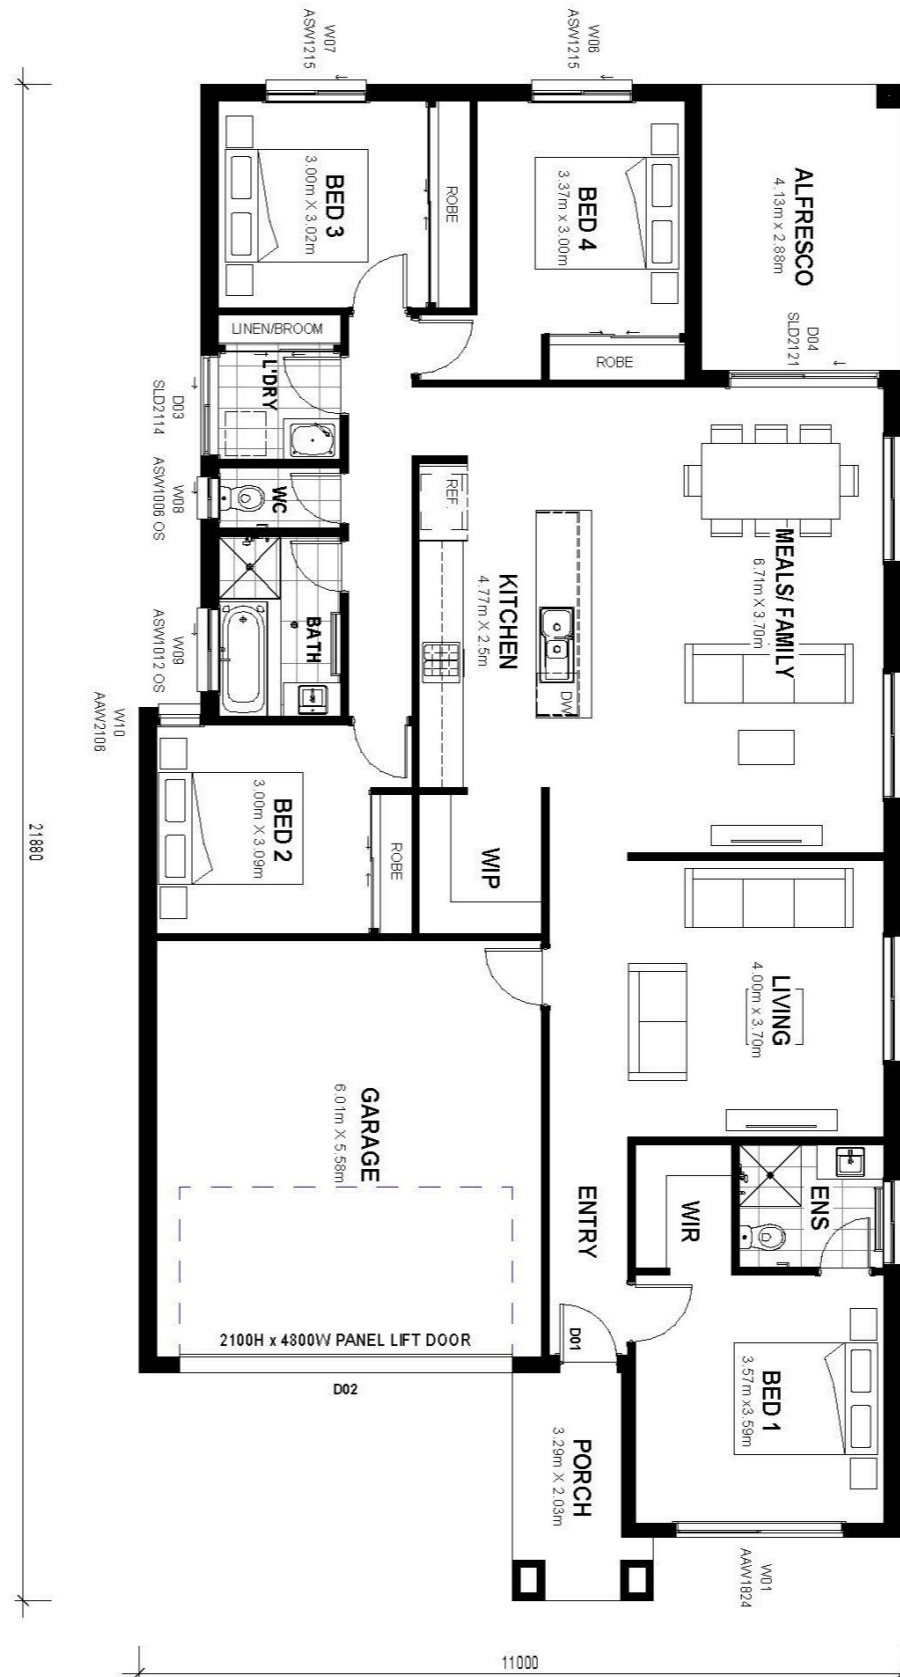 W07
ASW1215
W06
ASW1215
BED 3
3.00m X 3.02m
ROBE
BED 4
3.37m x 3.00m
ROBE
ALFRESCO
4.13m x 2.88m
D04
SLD2121
LINEN/BROOM
L'DRY
D03
SLD2114
WC
W08
ASW1006 OS
BATH
W09
ASW1012 OS
REF.
KITCHEN
4.77m X 2.5m
DW
MEALS/ FAMILY
6.71m X 3.70m
W10
AAW2106
BED 2
3.00m X 3.09m
ROBE
WIP
LIVING
4.00m x 3.70m
21880
GARAGE
6.01m X 5.58m
2100H x 4800W PANEL LIFT DOOR
D02
ENTRY
D01
WIR
ENS
BED 1
3.57m x3.59m
PORCH
3.29m X 2.03m
W01
AAW1824
11000